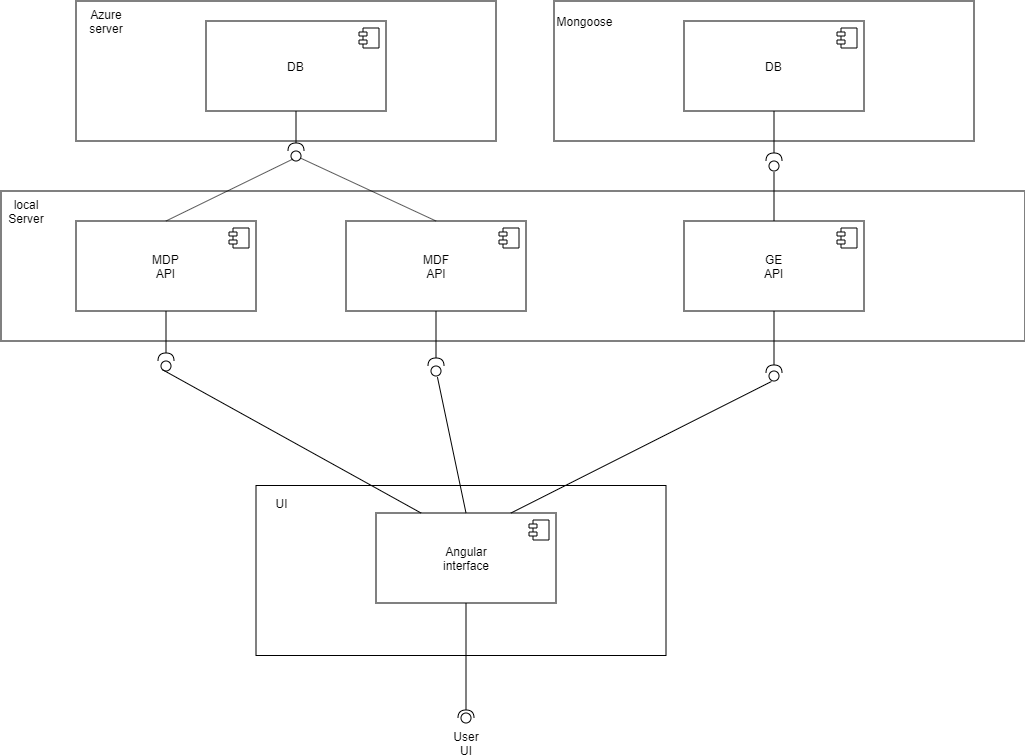 Azure
server
DB
Mongoose
DB
local
Server
MDP
API
MDF
API
GE
API
UI
Angular
interface
User
UI